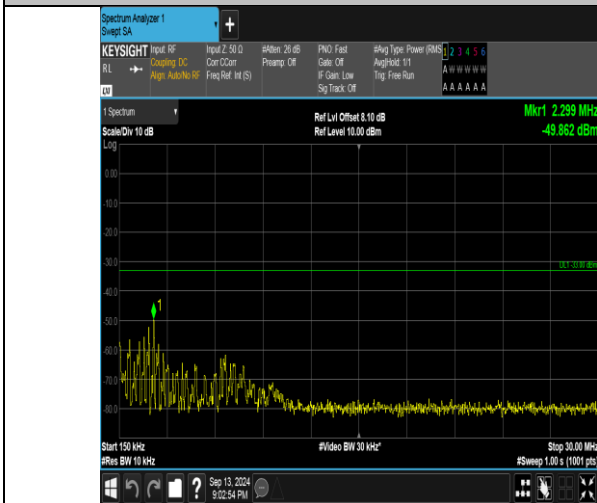 Spectrum Analyzer 1
Swept SA
+
KEYSIGHT Input: RF Input Z: 50 Ω #Atten: 26 dB PNO: Fast #Avg Type: Power (RMS) 1 2 3 4 5 6
RL Coupling: DC Corr CCorr Preamp: Off Gate: Off Avg|Hold: 1/1 A W W W W W
Align: Auto/No RF Freq Ref: Int (S) IF Gain: Low Trig: Free Run
Sig Track: Off A A A A A A
1 Spectrum Ref Lvl Offset 8.10 dB Mkr1 2.299 MHz
Scale/Div 10 dB Ref Level 10.00 dBm -49.862 dBm
Log
0.00
-10.0
-20.0
-30.0
DL1 -33.00 dBm
-40.0
1
-50.0
-60.0
-70.0
-80.0
Start 150 kHz #Video BW 30 kHz* Stop 30.00 MHz
#Res BW 10 kHz #Sweep 1.00 s (1001 pts)
? Sep 13, 2024
9:02:54 PM